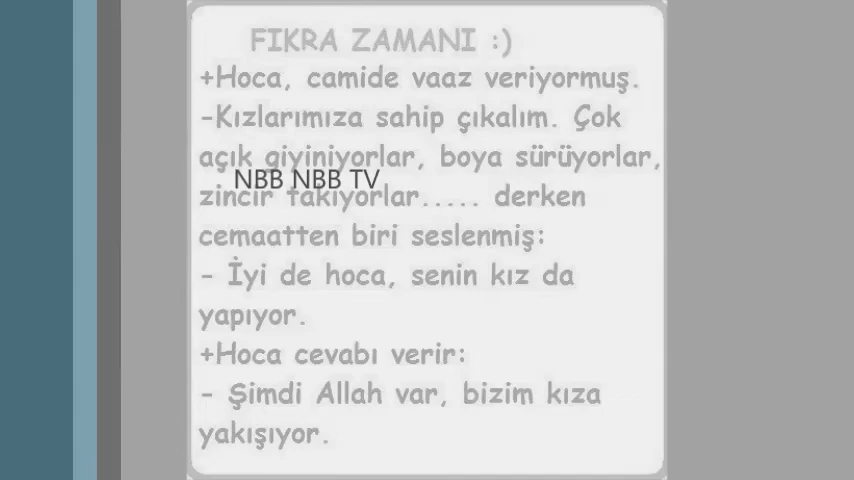 FIKRA ZAMANI :)
+Hoca, camide vaaz veriyormuş.
-Kızlarımıza sahip çıkalım. Çok
açık giyiniyorlar, boya sürüyorlar,
NBB NBB TV
zincir takıyorlar..... derken
cemaatten biri seslenmiş:
- İyi de hoca, senin kız da
yapıyor.
+Hoca cevabı verir:
- Şimdi Allah var, bizim kıza
yakışıyor.